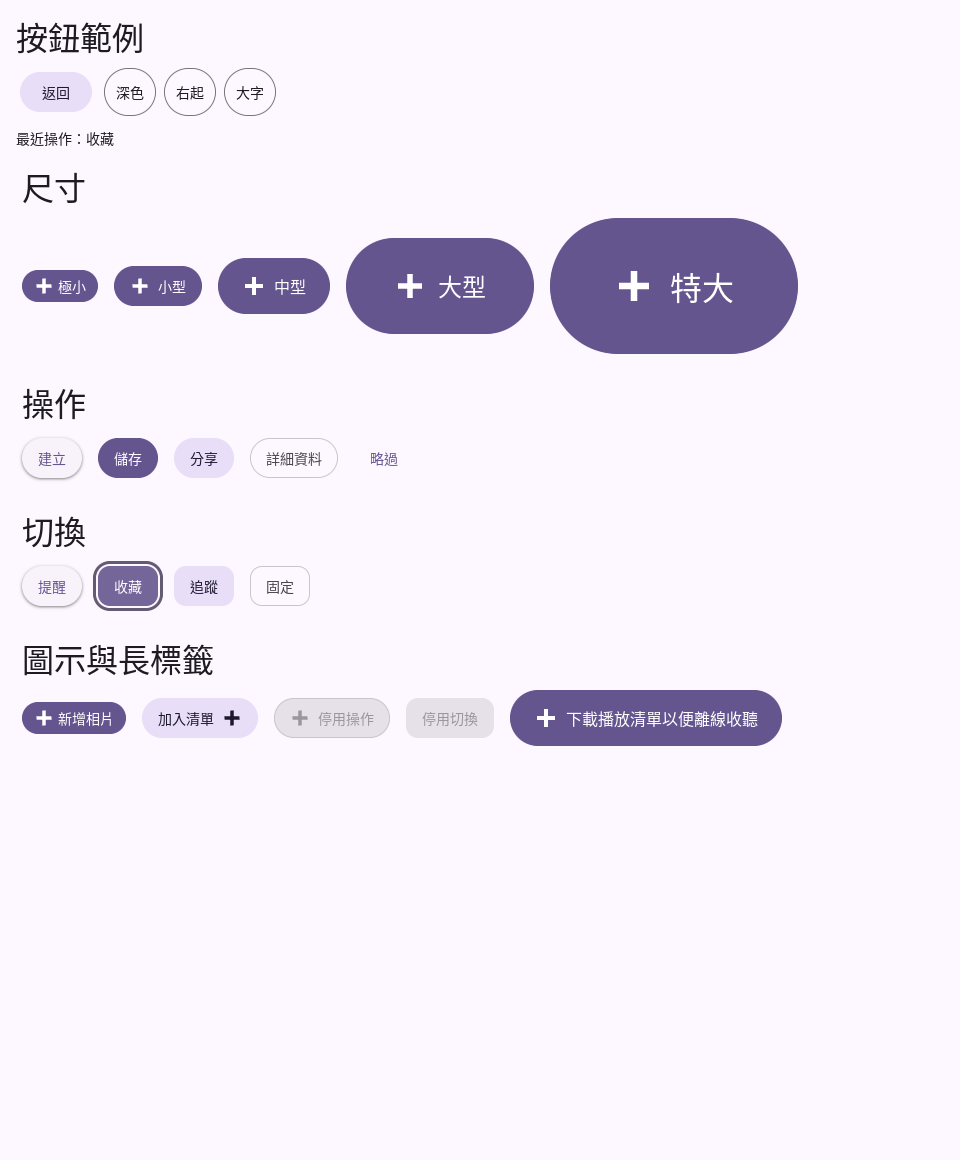 按鈕範例
返回 深色 右起 大字
最近操作：收藏
尺寸
極小 小型 中型 大型 特大
操作
建立 儲存 分享 詳細資料 略過
切換
提醒 收藏 追蹤 固定
圖示與長標籤
新增相片 加入清單 停用操作 停用切換 下載播放清單以便離線收聽